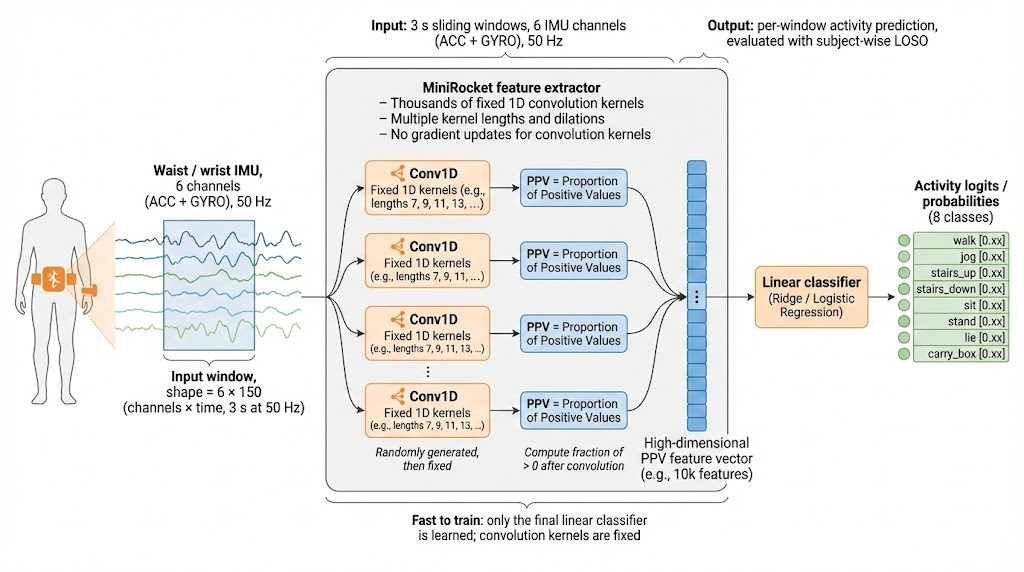 Input: 3 s sliding windows, 6 IMU channels
(ACC + GYRO), 50 Hz
Output: per-window activity prediction,
evaluated with subject-wise LOSO
MiniRocket feature extractor
– Thousands of fixed 1D convolution kernels
– Multiple kernel lengths and dilations
– No gradient updates for convolution kernels
Waist / wrist IMU,
6 channels
(ACC + GYRO), 50 Hz
Input window,
shape = 6 × 150
(channels × time, 3 s at 50 Hz)
Conv1D
Fixed 1D kernels (e.g.,
lengths 7, 9, 11, 13, …)
PPV = Proportion
of Positive Values
Conv1D
Fixed 1D kernels
(e.g., lengths 7, 9, 11, …)
PPV = Proportion
of Positive Values
Conv1D
Fixed 1D kernels
(e.g., lengths 7, 9, 11, 13, …)
PPV = Proportion
of Positive Values
⋮
Conv1D
Fixed 1D kernels
(e.g., lengths 7, 9, 11, 13, …)
PPV = Proportion
of Positive Values
Randomly generated,
then fixed
Compute fraction of
> 0 after convolution
⋮
High-dimensional
PPV feature vector
(e.g., 10k features)
Linear classifier
(Ridge / Logistic
Regression)
Activity logits /
probabilities
(8 classes)
walk [0.xx]
jog [0.xx]
stairs_up [0.xx]
stairs_down [0.xx]
sit [0.xx]
stand [0.xx]
lie [0.xx]
carry_box [0.xx]
Fast to train: only the final linear classifier
is learned; convolution kernels are fixed